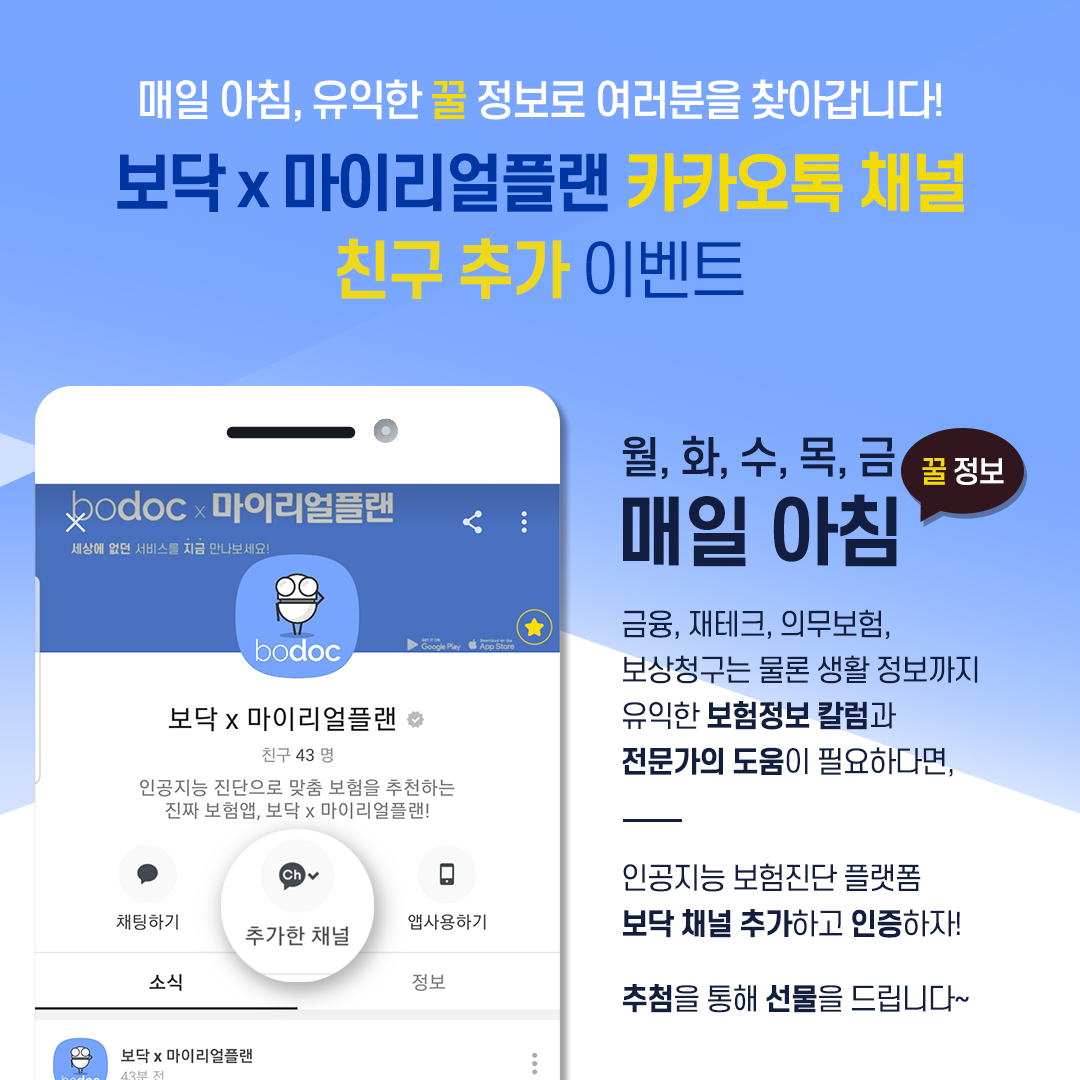 매일 아침, 유익한 꿀 정보로 여러분을 찾아갑니다!
보닥 x 마이리얼플랜 카카오톡 채널
친구 추가 이벤트
bodoc x 마이리얼플랜
세상에 없던 서비스를 지금 만나보세요!
bodoc
GET IT ON
Google Play
Download on the
App Store
보닥 x 마이리얼플랜
친구 43 명
인공지능 진단으로 맞춤 보험을 추천하는
진짜 보험앱, 보닥 x 마이리얼플랜!
채팅하기
Ch
추가한 채널
앱사용하기
소식
정보
bodoc
보닥 x 마이리얼플랜
43분 전
월, 화, 수, 목, 금
꿀 정보
매일 아침
금융, 재테크, 의무보험,
보상청구는 물론 생활 정보까지
유익한 보험정보 칼럼과
전문가의 도움이 필요하다면,
인공지능 보험진단 플랫폼
보닥 채널 추가하고 인증하자!
추첨을 통해 선물을 드립니다~